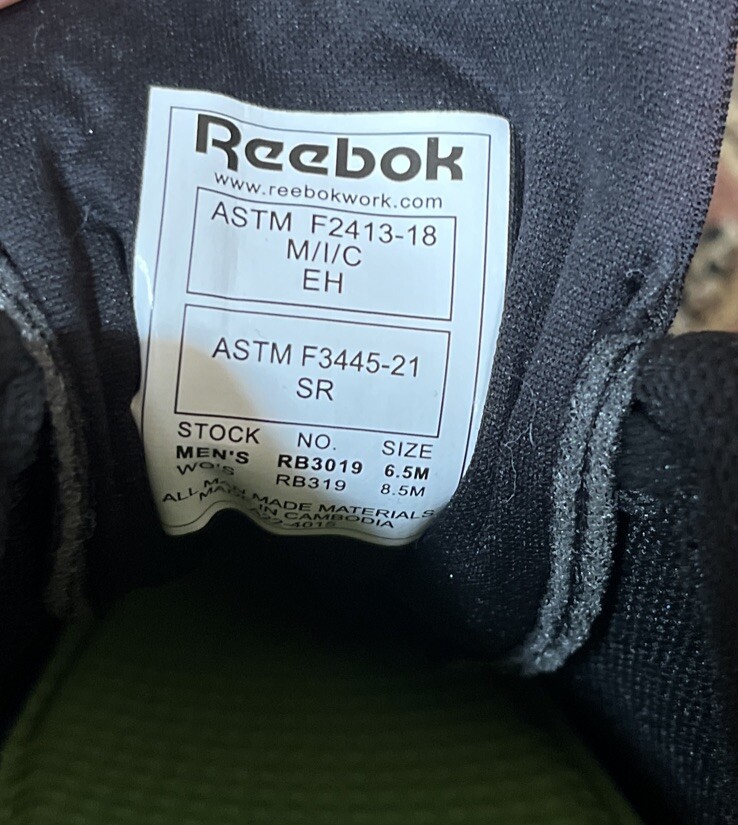 Reebok
www.reebokwork.com
ASTM F2413-18
M/I/C
EH
ASTM F3445-21
SR
STOCK NO. SIZE
MEN'S RB3019 6.5M
WO'S RB319 8.5M
ALL MAN MADE MATERIALS
MADE IN CAMBODIA